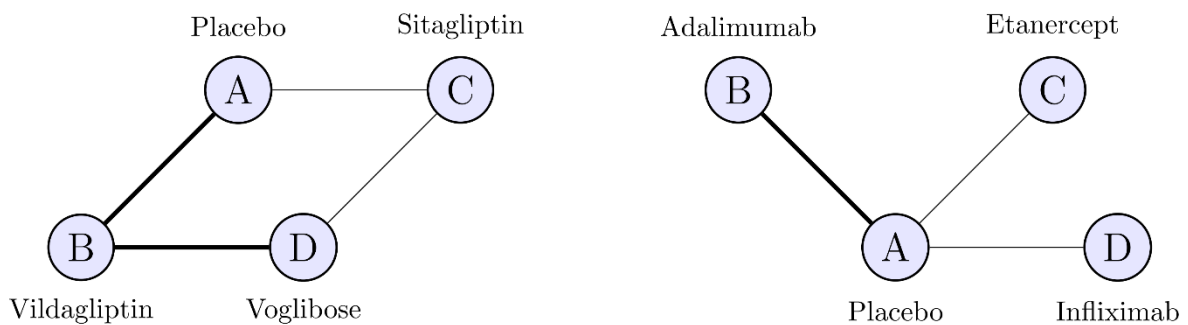 Placebo
Sitagliptin
A
C
B
D
Vildagliptin
Voglibose
Adalimumab
Etanercept
B
C
A
D
Placebo
Infliximab